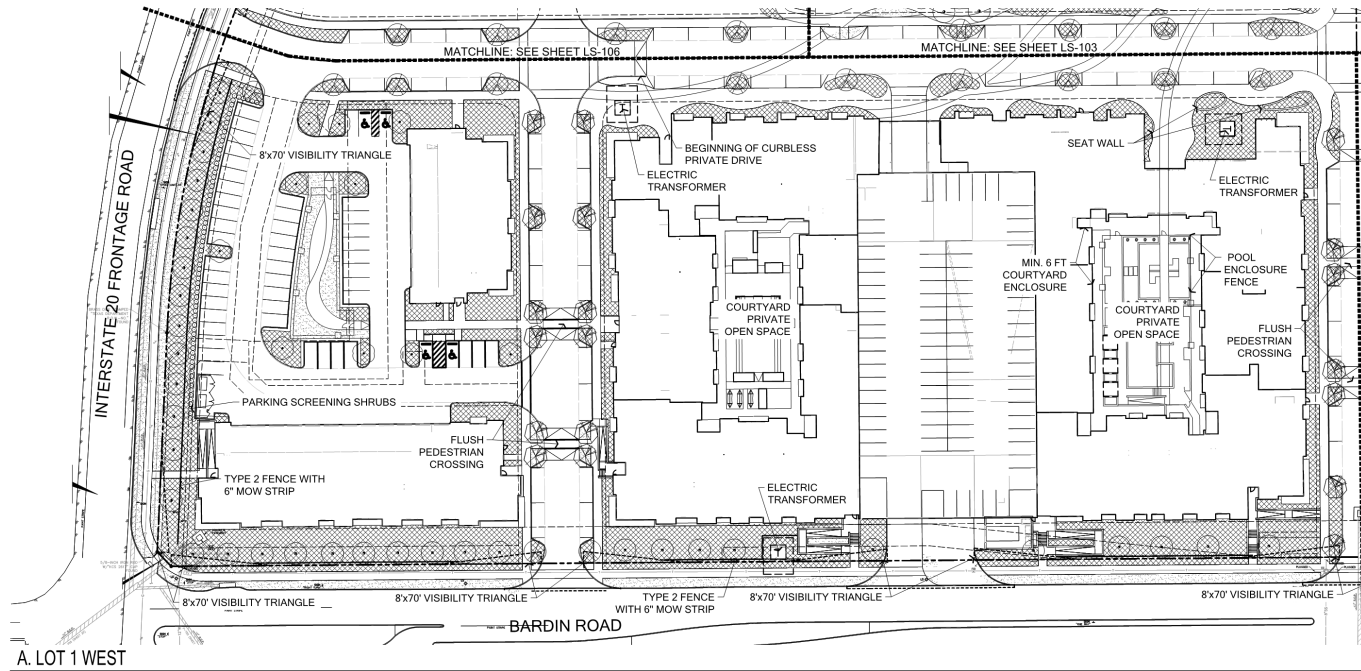 MATCHLINE: SEE SHEET LS-106
MATCHLINE: SEE SHEET LS-103
8'x70' VISIBILITY TRIANGLE
BEGINNING OF CURBLESS
PRIVATE DRIVE
ELECTRIC
TRANSFORMER
SEAT WALL
ELECTRIC
TRANSFORMER
INTERSTATE 20 FRONTAGE ROAD
MIN. 6 FT
COURTYARD
ENCLOSURE
POOL
ENCLOSURE
FENCE
COURTYARD
PRIVATE
OPEN SPACE
COURTYARD
PRIVATE
OPEN SPACE
FLUSH
PEDESTRIAN
CROSSING
PARKING SCREENING SHRUBS
FLUSH
PEDESTRIAN
CROSSING
TYPE 2 FENCE WITH
6" MOW STRIP
ELECTRIC
TRANSFORMER
8'x70' VISIBILITY TRIANGLE
8'x70' VISIBILITY TRIANGLE
TYPE 2 FENCE
WITH 6" MOW STRIP
8'x70' VISIBILITY TRIANGLE
8'x70' VISIBILITY TRIANGLE
BARDIN ROAD
A. LOT 1 WEST